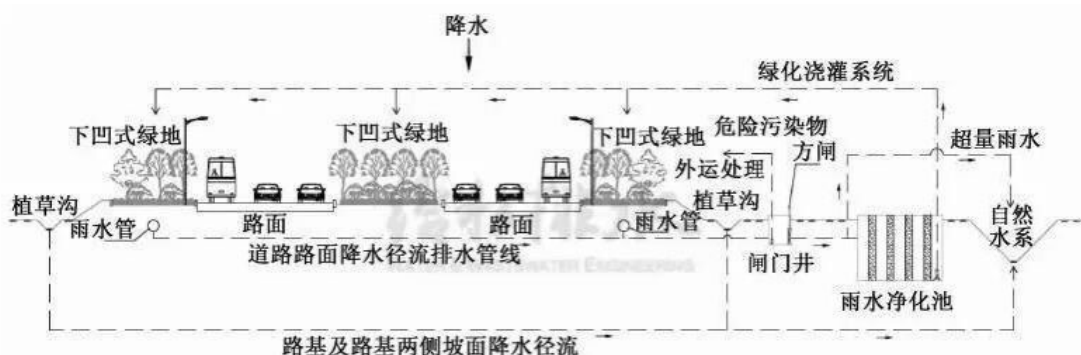 降水
绿化浇灌系统
下凹式绿地
下凹式绿地
下凹式绿地
危险污染物
方闸
超量雨水
外运处理
植草沟
植草沟
自然
水系
雨水管
路面
路面
雨水管
道路路面降水径流排水管线
闸门井
雨水净化池
路基及路基两侧坡面降水径流